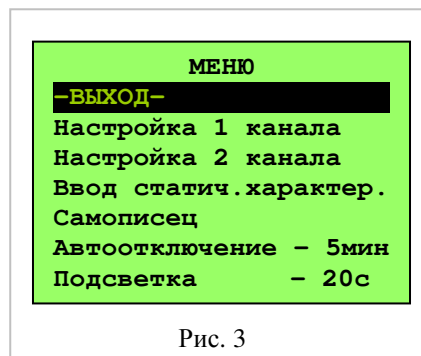 МЕНЮ
–ВЫХОД–
Настройка 1 канала
Настройка 2 канала
Ввод статич.характер.
Самописец
Автоотключение – 5мин
Подсветка – 20с
Рис. 3